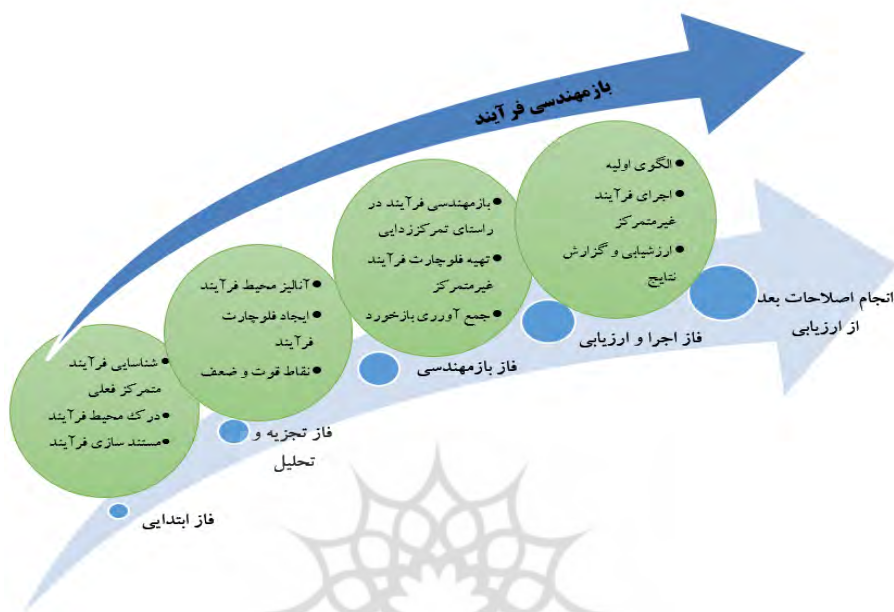 بازمهندسی فرآیند
● شناسایی فرآیند
متمرکز فعلی
● درک محیط فرآیند
● مستند سازی فرآیند
فاز ابتدایی
● آنالیز محیط فرآیند
● ایجاد فلوچارت
فرآیند
● نقاط قوت و ضعف
فاز تجزیه و
تحلیل
● بازمهندسی فرآیند در
راستای تمرکززدایی
● تهیه فلوچارت فرآیند
غیرمتمرکز
● جمع آورری بازخورد
فاز بازمهندسی
● الگوی اولیه
● اجرای فرآیند
غیرمتمرکز
● ارزشیابی و گزارش
نتایج
فاز اجرا و ارزیابی
انجام اصلاحات بعد
از ارزیابی